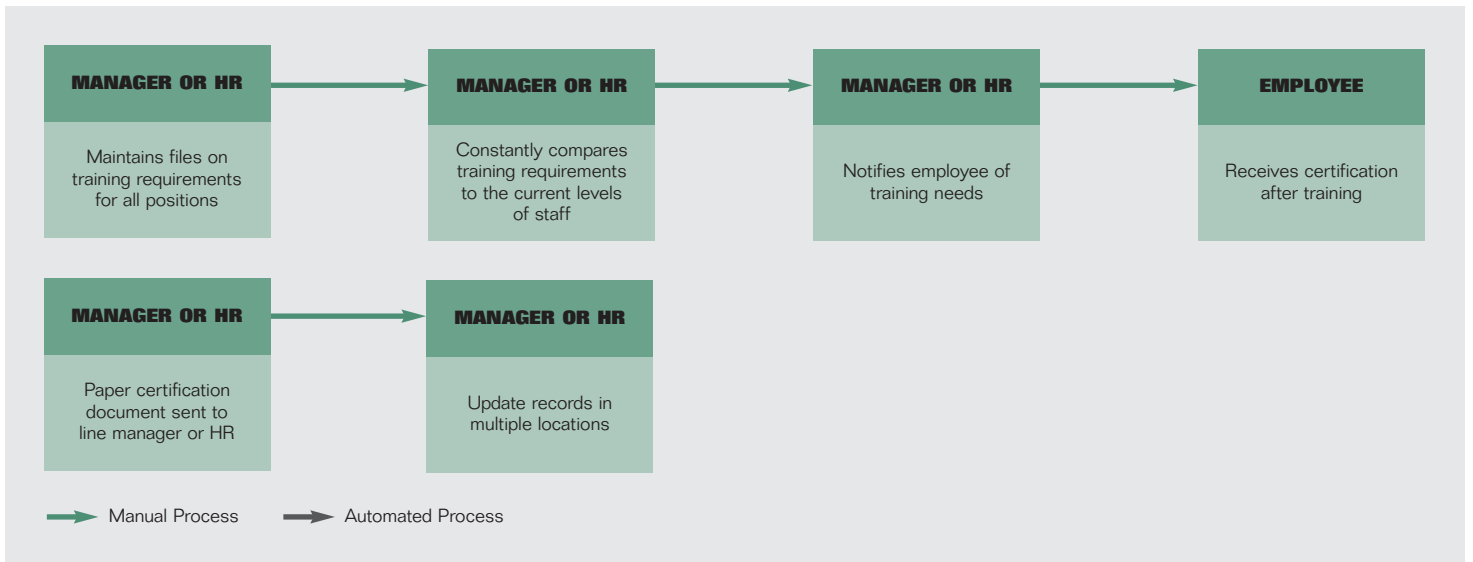 MANAGER OR HR
Maintains files on
training requirements
for all positions
MANAGER OR HR
Constantly compares
training requirements
to the current levels
of staff
MANAGER OR HR
Notifies employee of
training needs
EMPLOYEE
Receives certification
after training
MANAGER OR HR
Paper certification
document sent to
line manager or HR
MANAGER OR HR
Update records in
multiple locations
Manual Process
Automated Process